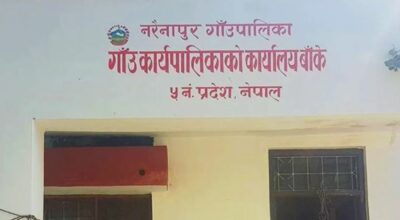 नरैनापुर गाँउपालिका
गाँउ कार्यपालिकाको कार्यालय बाँके
५ नं. प्रदेश, नेपाल